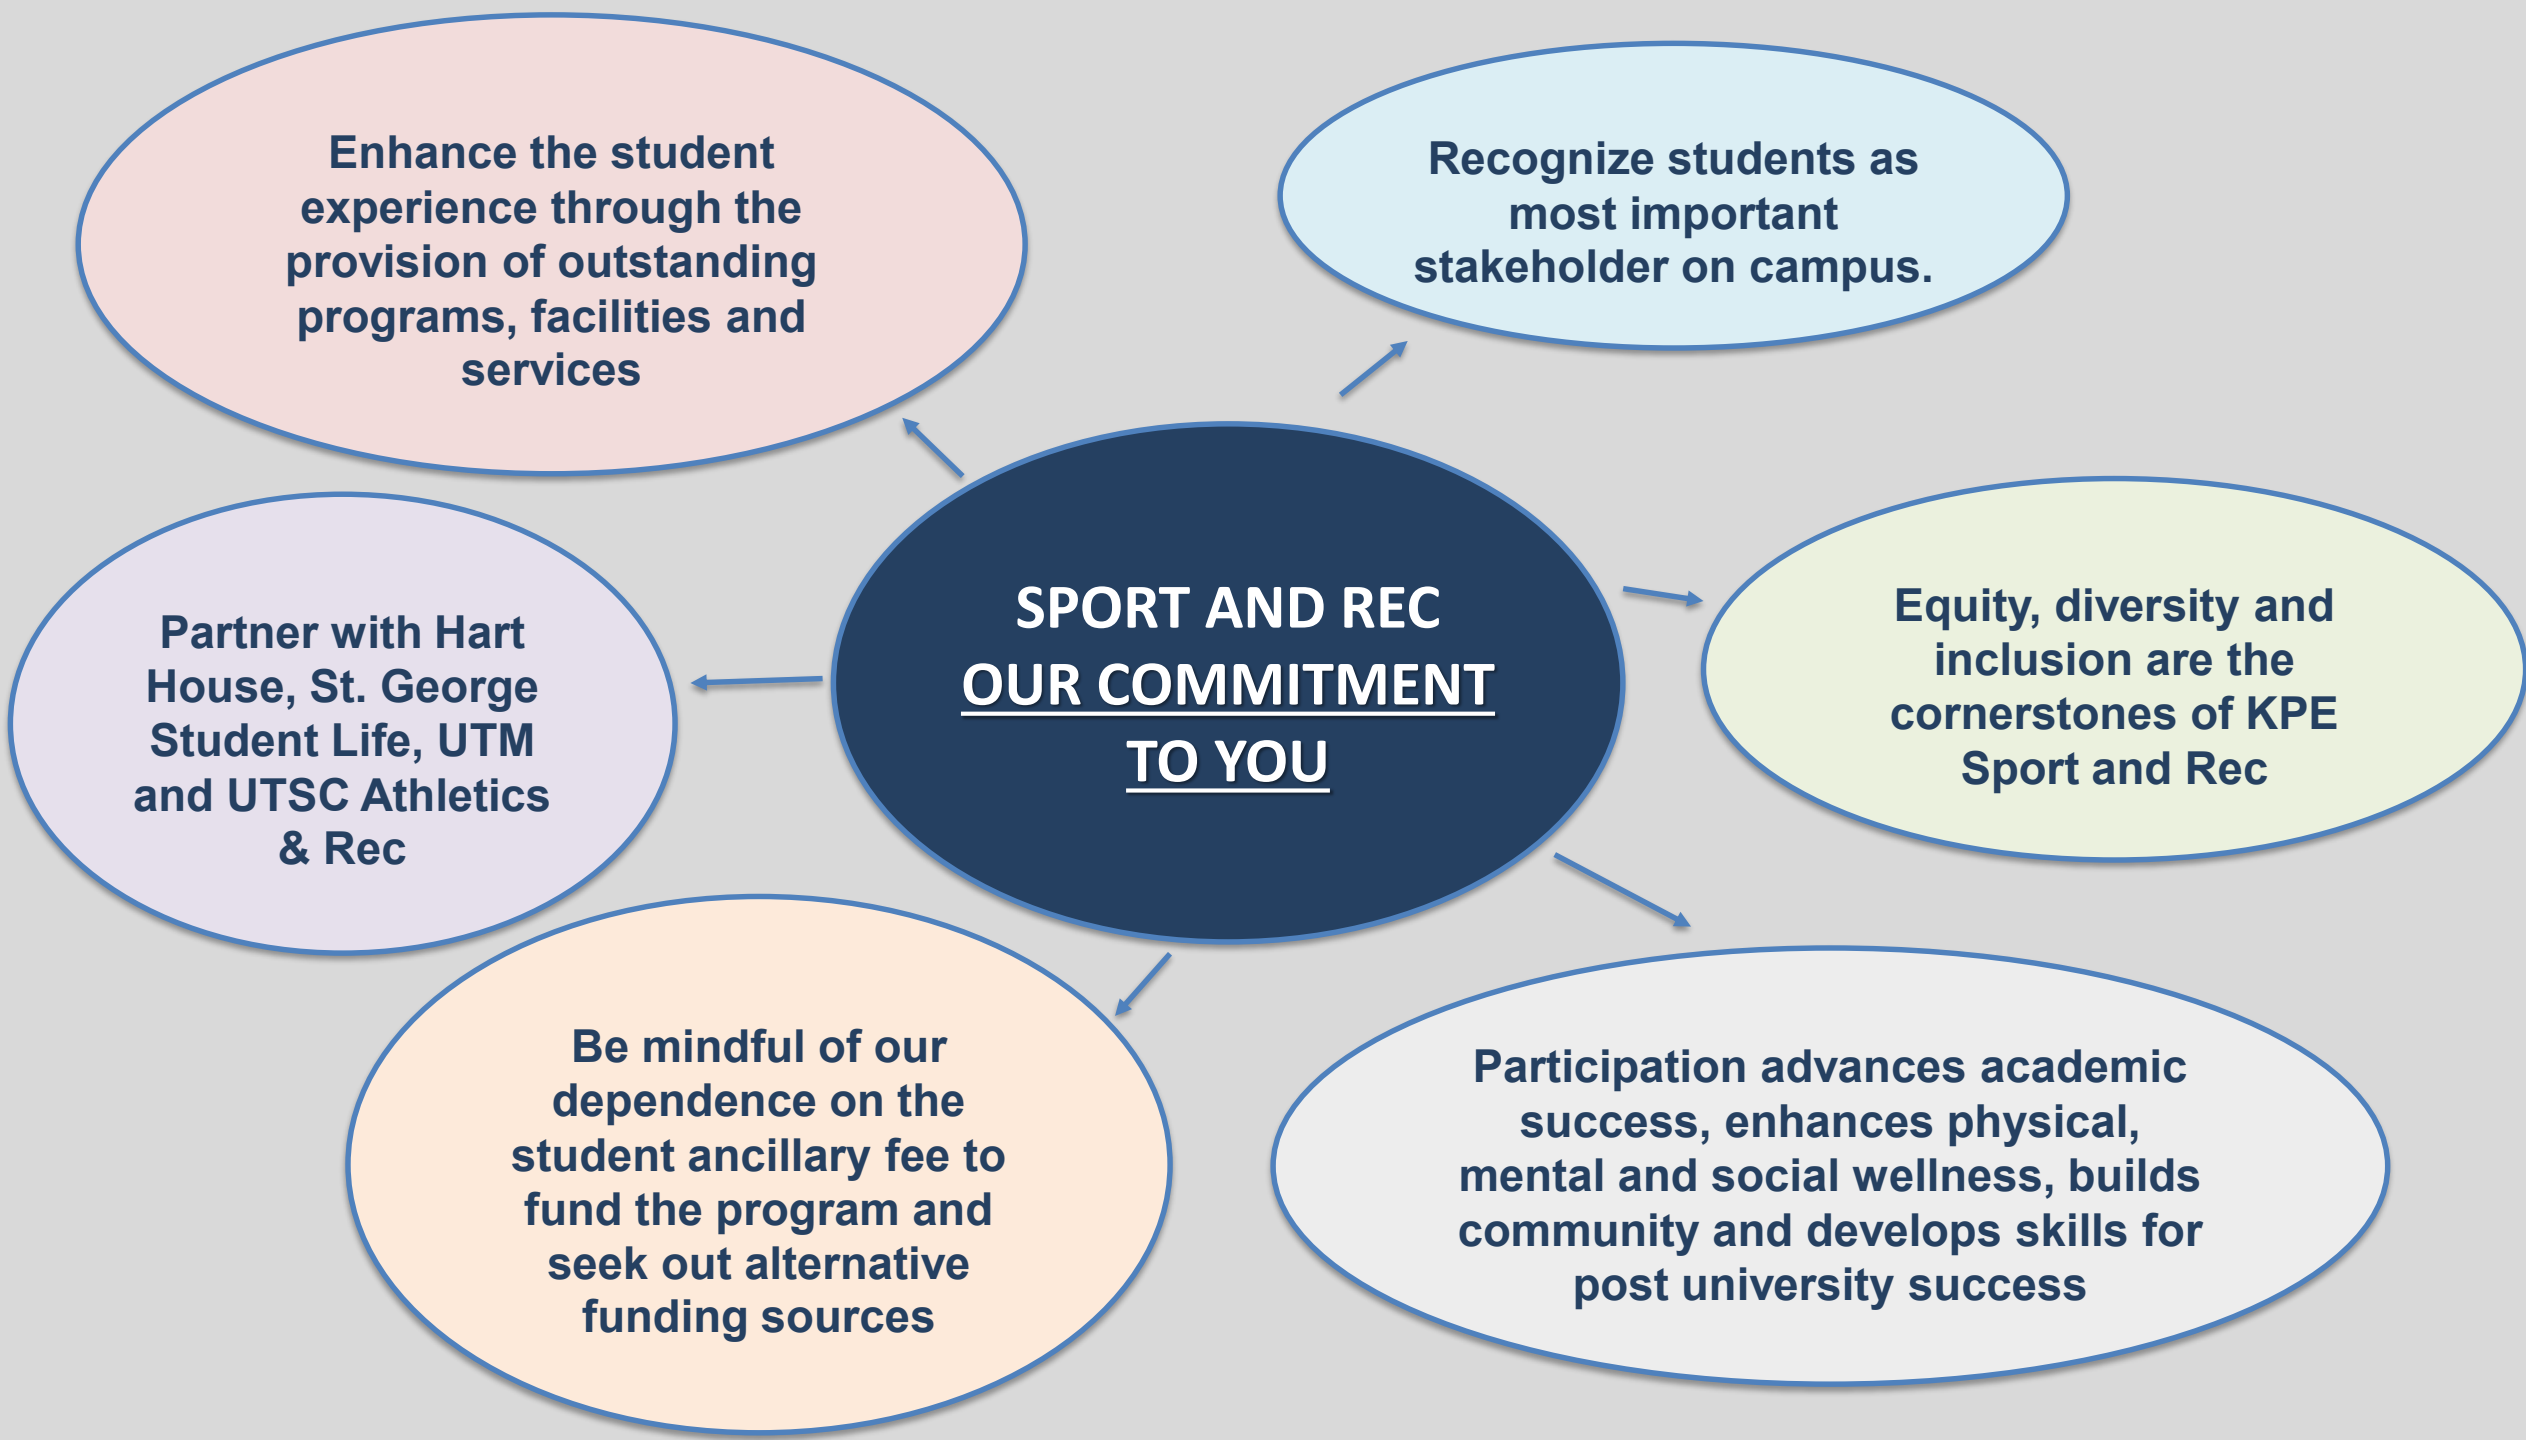 Enhance the student
experience through the
provision of outstanding
programs, facilities and
services
Recognize students as
most important
stakeholder on campus.
SPORT AND REC
OUR COMMITMENT
TO YOU
Equity, diversity and
inclusion are the
cornerstones of KPE
Sport and Rec
Partner with Hart
House, St. George
Student Life, UTM
and UTSC Athletics
& Rec
Be mindful of our
dependence on the
student ancillary fee to
fund the program and
seek out alternative
funding sources
Participation advances academic
success, enhances physical,
mental and social wellness, builds
community and develops skills for
post university success